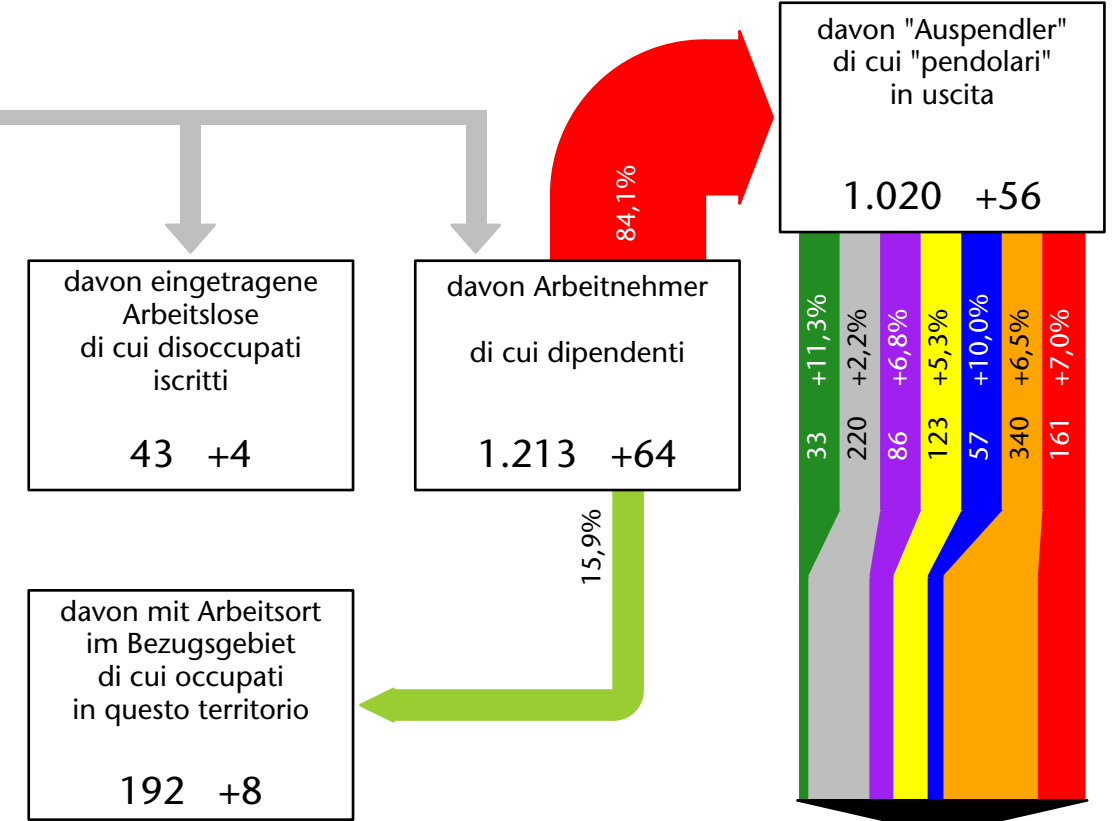 davon "Auspendler"
di cui "pendolari"
in uscita
1.020 +56
84,1%
davon eingetragene
Arbeitslose
di cui disoccupati
iscritti
43 +4
davon Arbeitnehmer
di cui dipendenti
1.213 +64
33 +11,3%
220 +2,2%
86 +6,8%
123 +5,3%
57 +10,0%
340 +6,5%
161 +7,0%
15,9%
davon mit Arbeitsort
im Bezugsgebiet
di cui occupati
in questo territorio
192 +8